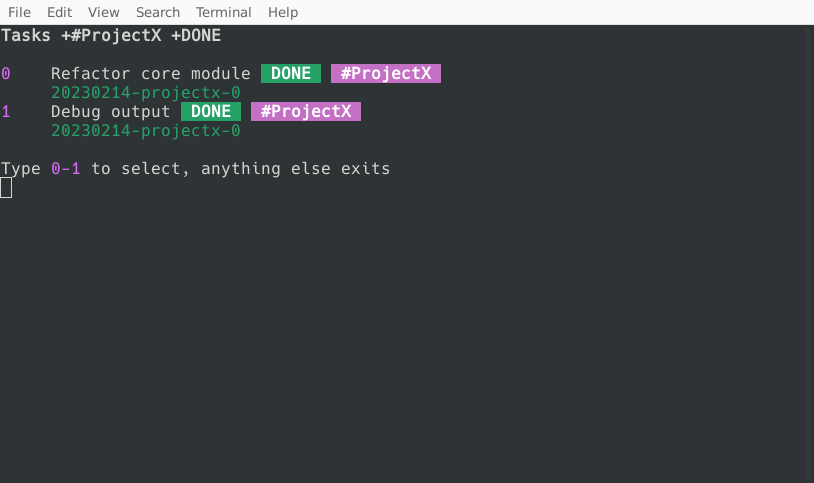 File Edit View Search Terminal Help
Tasks +#ProjectX +DONE
0 Refactor core module DONE #ProjectX
20230214-projectx-0
1 Debug output DONE #ProjectX
20230214-projectx-0
Type 0-1 to select, anything else exits